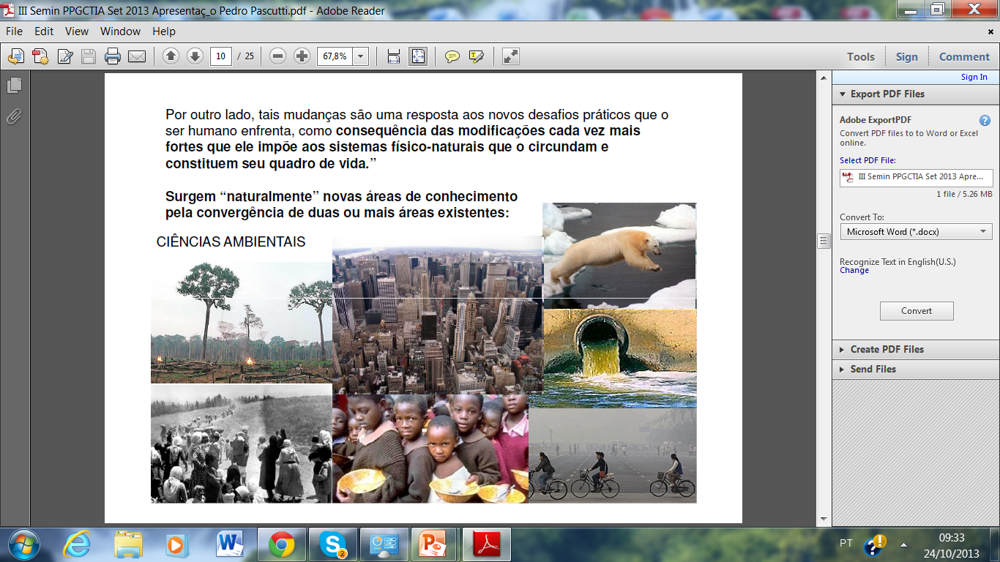 III Semin PPGCTIA Set 2013 Apresentaç_o Pedro Pascutti.pdf - Adobe Reader
File Edit View Window Help
10 / 25 67,8% Tools Sign Comment
Sign In
Export PDF Files
Adobe ExportPDF
Convert PDF files to to Word or Excel
online.
Select PDF File:
III Semin PPGCTIA Set 2013 Apre...
1 file / 5.26 MB
Convert To:
Microsoft Word (*.docx)
Recognize Text in English(U.S.)
Change
Convert
Create PDF Files
Send Files
Por outro lado, tais mudanças são uma resposta aos novos desafios práticos que o
ser humano enfrenta, como consequência das modificações cada vez mais
fortes que ele impõe aos sistemas físico-naturais que o circundam e
constituem seu quadro de vida.”
Surgem “naturalmente” novas áreas de conhecimento
pela convergência de duas ou mais áreas existentes:
CIÊNCIAS AMBIENTAIS
2
PT
09:33
24/10/2013